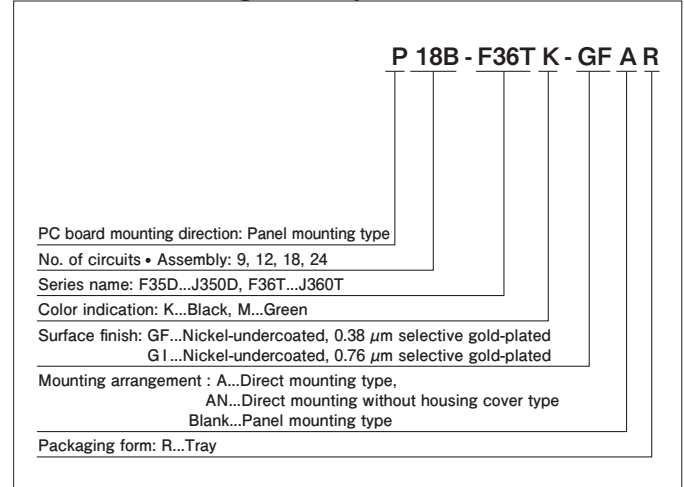 P 18B - F36T K - GF A R
PC board mounting direction: Panel mounting type
No. of circuits • Assembly: 9, 12, 18, 24
Series name: F35D...J350D, F36T...J360T
Color indication: K...Black, M...Green
Surface finish: GF...Nickel-undercoated, 0.38 μm selective gold-plated
G I ...Nickel-undercoated, 0.76 μm selective gold-plated
Mounting arrangement : A...Direct mounting type,
AN...Direct mounting without housing cover type
Blank...Panel mounting type
Packaging form: R...Tray